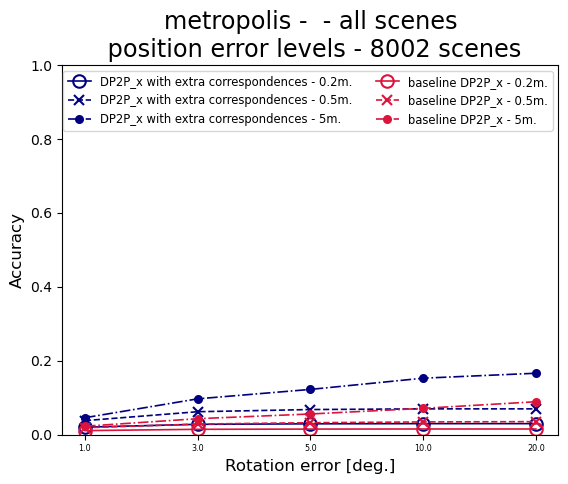 metropolis -  - all scenes
position error levels - 8002 scenes
DP2P_x with extra correspondences - 0.2m.
DP2P_x with extra correspondences - 0.5m.
DP2P_x with extra correspondences - 5m.
baseline DP2P_x - 0.2m.
baseline DP2P_x - 0.5m.
baseline DP2P_x - 5m.
Accuracy
1.0
0.8
0.6
0.4
0.2
0.0
1.0 3.0 5.0 10.0 20.0
Rotation error [deg.]